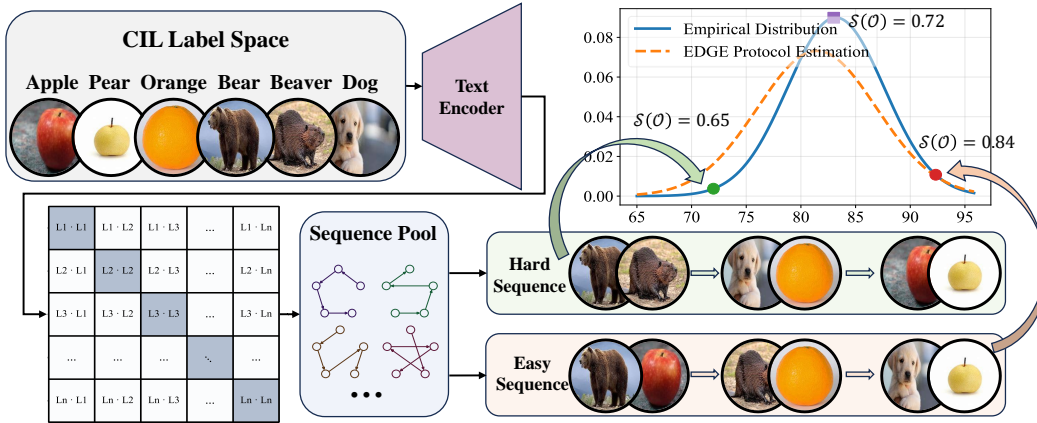 CIL Label Space
Apple Pear Orange Bear Beaver Dog
Text
Encoder
0.08
0.06
0.04
0.02
0.00
65 70 75 80 85 90 95
Empirical Distribution
EDGE Protocol Estimation
S(O) = 0.72
S(O) = 0.65
S(O) = 0.84
L1 · L1 L1 · L2 L1 · L3 ... L1 · Ln
L2 · L1 L2 · L2 L2 · L3 ... L2 · Ln
L3 · L1 L3 · L2 L3 · L3 ... L3 · Ln
... ... ... ⋱ ...
Ln · L1 Ln · L2 Ln · L3 ... Ln · Ln
Sequence Pool
•••
Hard
Sequence
Easy
Sequence